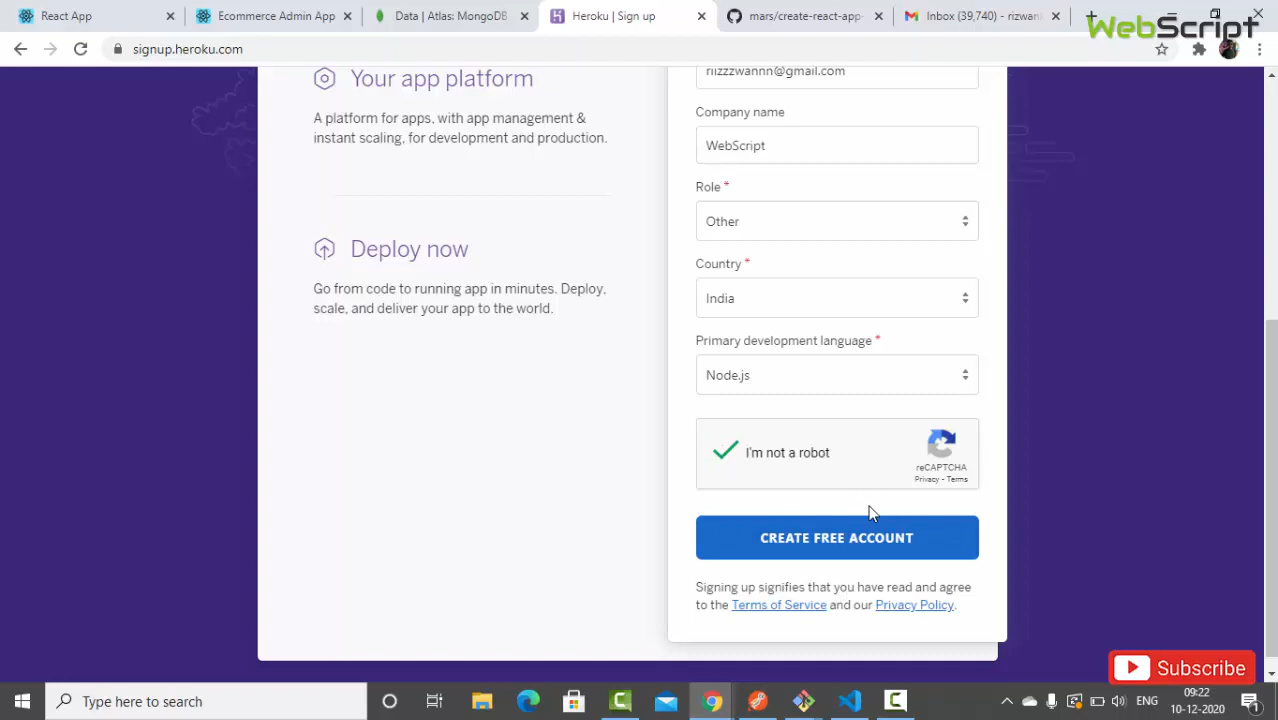 React App
Ecommerce Admin App
Data | Atlas: MongoDB
Heroku | Sign up
mars/create-react-app-
Inbox (39,740) - rizwan
WebScript
signup.heroku.com
Your app platform
A platform for apps, with app management &
instant scaling, for development and production.
Deploy now
Go from code to running app in minutes. Deploy,
scale, and deliver your app to the world.
riizzzwannn@gmail.com
Company name
WebScript
Role *
Other
Country *
India
Primary development language *
Node.js
I'm not a robot
reCAPTCHA
Privacy - Terms
CREATE FREE ACCOUNT
Signing up signifies that you have read and agree
to the Terms of Service and our Privacy Policy.
Subscribe
Type here to search
ENG
09:22
10-12-2020